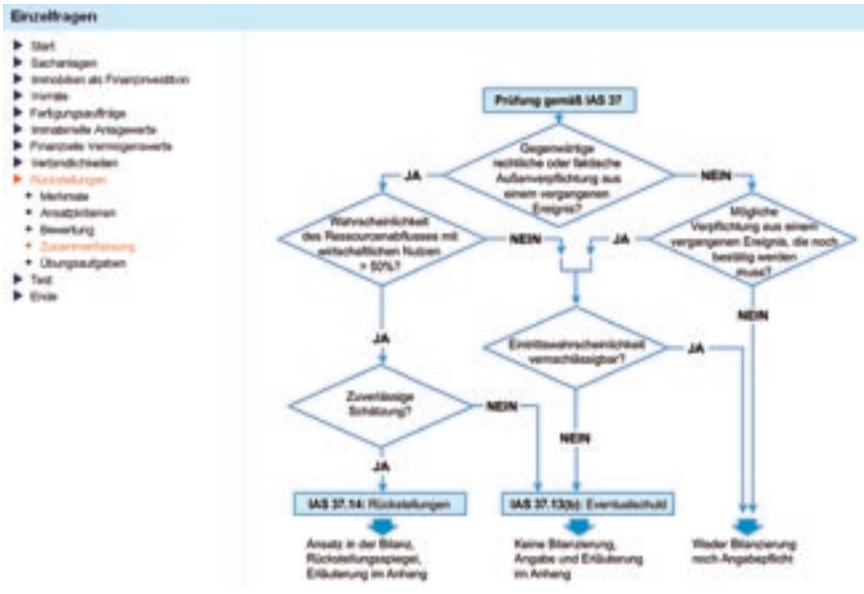 Einzelfragen
Start
Sachanlagen
Immobilien als Finanzinvestition
Vorräte
Fertigungsaufträge
Immaterielle Anlagewerte
Finanzielle Vermögenswerte
Verbindlichkeiten
Rückstellungen
+ Merkmale
+ Ansatzkriterien
+ Bewertung
+ Zusammenfassung
+ Übungsaufgaben
Test
Ende
Prüfung gemäß IAS 37
Gegenwärtige
rechtliche oder faktische
Außenverpflichtung aus
einem vergangenen
Ereignis?
JA
NEIN
Wahrscheinlichkeit
des Ressourcenabflusses mit
wirtschaftlichen Nutzen
> 50%?
NEIN
JA
Mögliche
Verpflichtung aus einem
vergangenen Ereignis, die noch
bestätigt werden
muss?
JA
NEIN
Eintrittswahrscheinlichkeit
vernachlässigbar?
JA
Zuverlässige
Schätzung?
NEIN
NEIN
JA
IAS 37.14: Rückstellungen
IAS 37.13(b): Eventualschuld
Ansatz in der Bilanz,
Rückstellungsspiegel,
Erläuterung im Anhang
Keine Bilanzierung,
Angabe und Erläuterung
im Anhang
Weder Bilanzierung
noch Angabepflicht